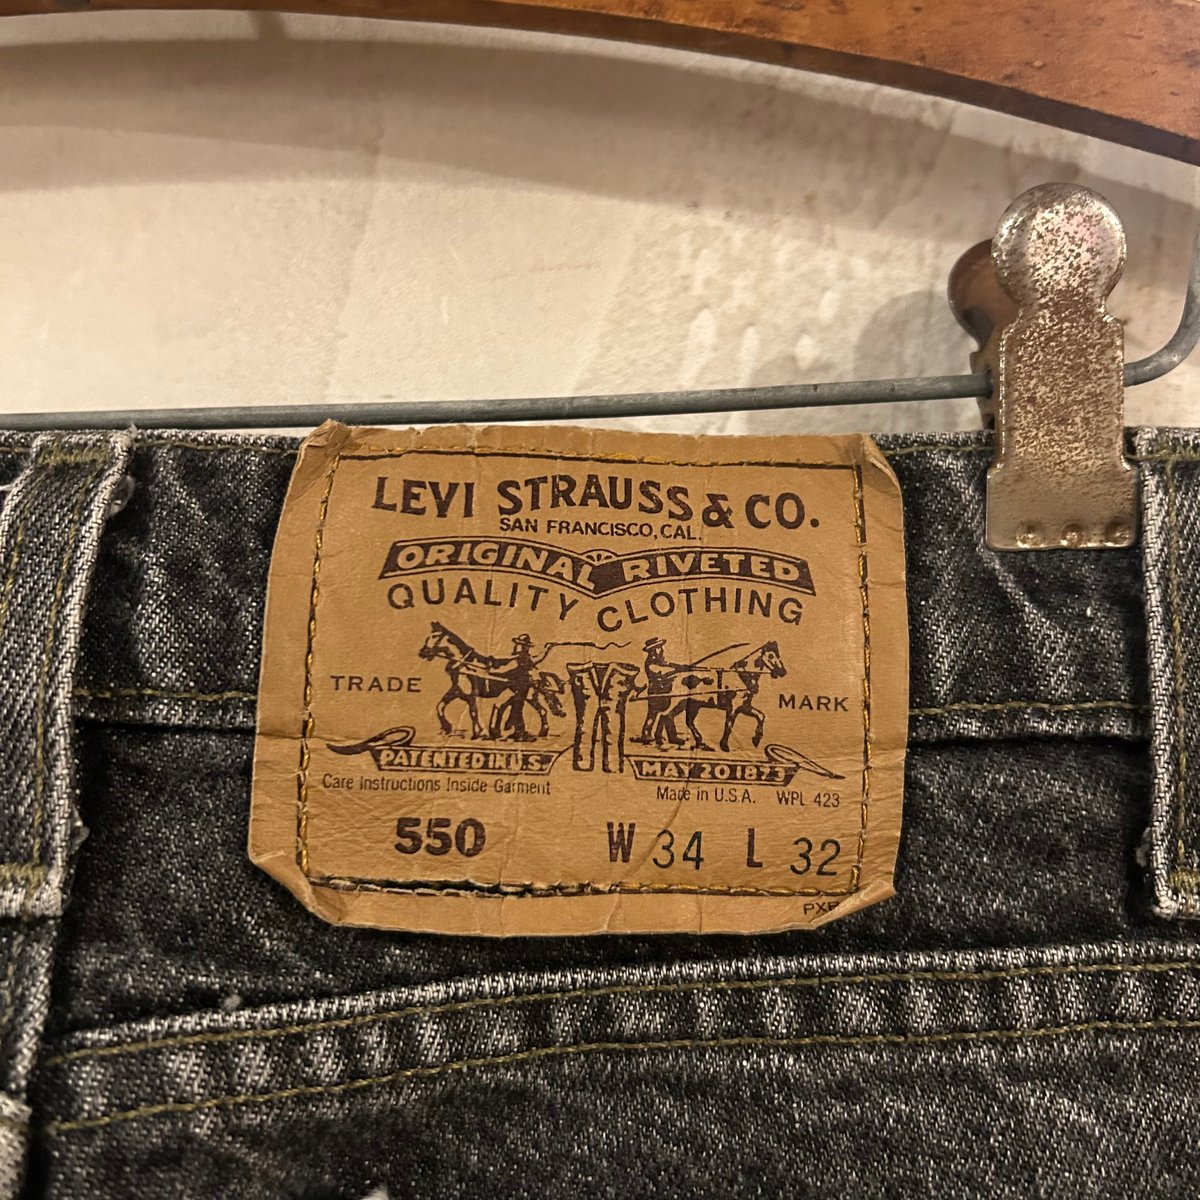 LEVI STRAUSS & CO.
SAN FRANCISCO, CAL.
ORIGINAL RIVETED
QUALITY CLOTHING
TRADE MARK
PATENTED IN U.S. MAY 20 1873
Care Instructions Inside Garment Made in U.S.A. WPL 423
550 W 34 L 32